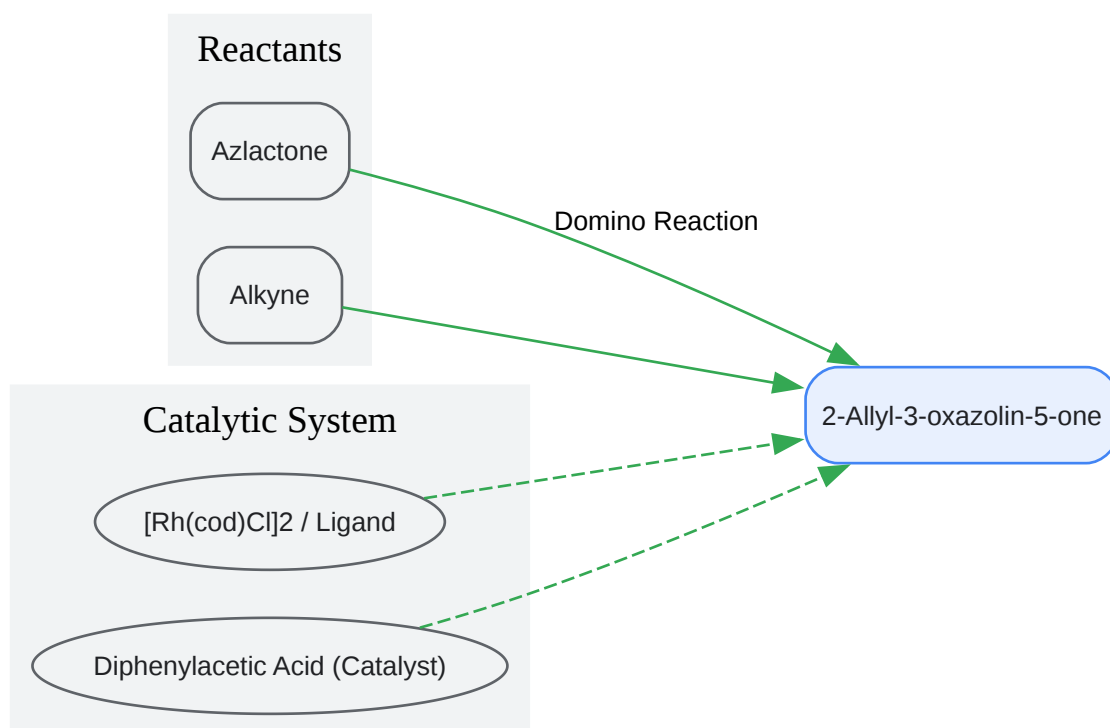 Reactants
Azlactone
Domino Reaction
Alkyne
2-Allyl-3-oxazolin-5-one
Catalytic System
[Rh(cod)Cl]2 / Ligand
Diphenylacetic Acid (Catalyst)